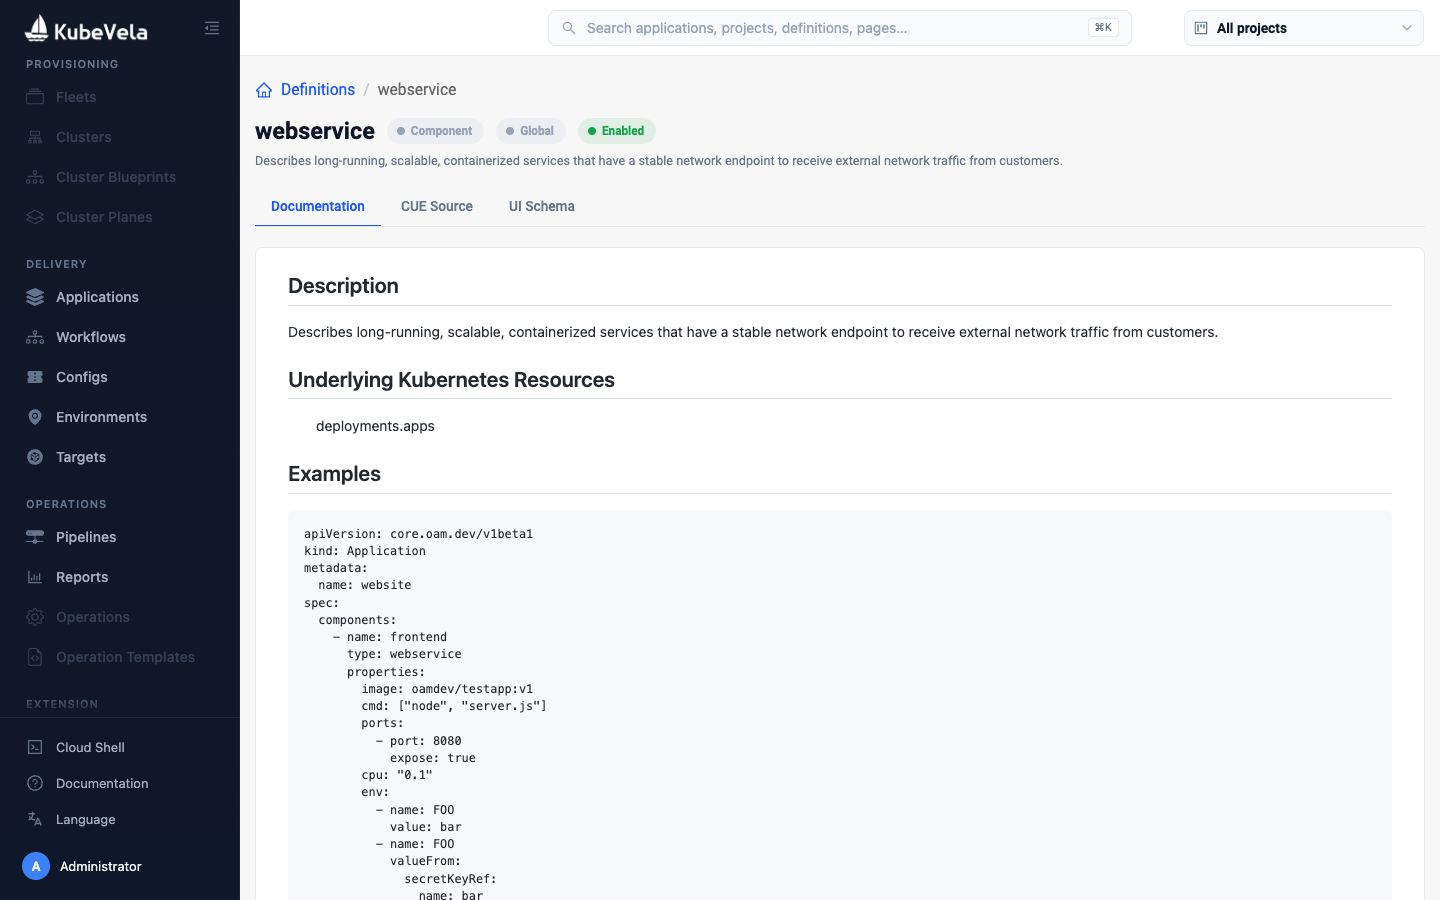 KubeVela
PROVISIONING
Fleets
Clusters
Cluster Blueprints
Cluster Planes
DELIVERY
Applications
Workflows
Configs
Environments
Targets
OPERATIONS
Pipelines
Reports
Operations
Operation Templates
EXTENSION
Cloud Shell
Documentation
Language
A Administrator
Search applications, projects, definitions, pages... ⌘K
All projects
Definitions / webservice
webservice Component Global Enabled
Describes long-running, scalable, containerized services that have a stable network endpoint to receive external network traffic from customers.
Documentation CUE Source UI Schema
Description
Describes long-running, scalable, containerized services that have a stable network endpoint to receive external network traffic from customers.
Underlying Kubernetes Resources
deployments.apps
Examples
apiVersion: core.oam.dev/v1beta1
kind: Application
metadata:
  name: website
spec:
  components:
    - name: frontend
      type: webservice
      properties:
        image: oamdev/testapp:v1
        cmd: ["node", "server.js"]
        ports:
          - port: 8080
            expose: true
        cpu: "0.1"
        env:
          - name: FOO
            value: bar
          - name: FOO
            valueFrom:
              secretKeyRef:
                name: bar